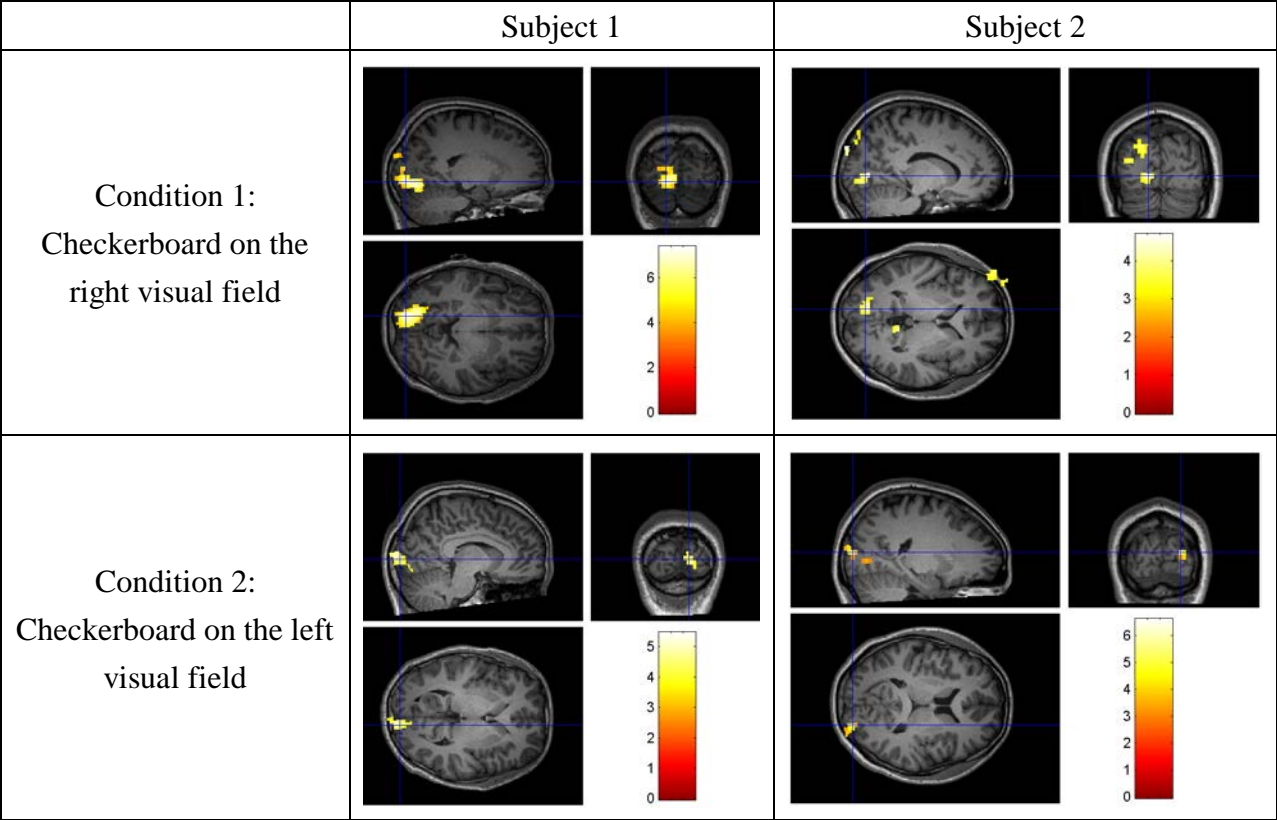 Subject 1
Subject 2
Condition 1:
Checkerboard on the
right visual field
6
4
2
0
4
3
2
1
0
Condition 2:
Checkerboard on the left
visual field
5
4
3
2
1
0
6
5
4
3
2
1
0